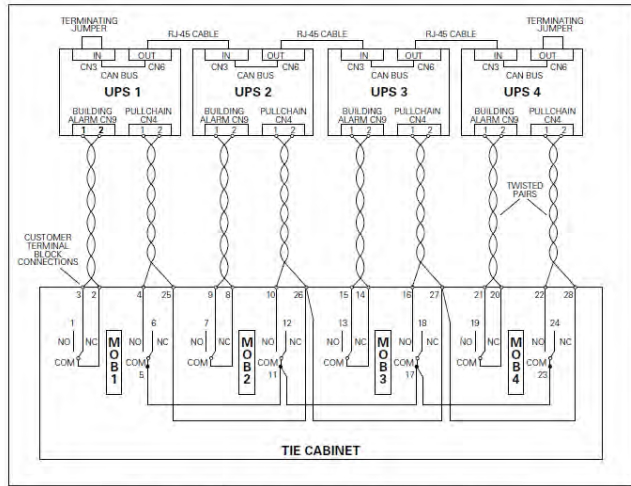 TERMINATING
JUMPER
RJ-45 CABLE
RJ-45 CABLE
RJ-45 CABLE
TERMINATING
JUMPER
IN OUT
CN3 CN6
CAN BUS
UPS 1
BUILDING
ALARM CN9
PULLCHAIN
CN4
1 2 1 2
IN OUT
CN3 CN6
CAN BUS
UPS 2
BUILDING
ALARM CN9
PULLCHAIN
CN4
1 2 1 2
IN OUT
CN3 CN6
CAN BUS
UPS 3
BUILDING
ALARM CN9
PULLCHAIN
CN4
1 2 1 2
IN OUT
CN3 CN6
CAN BUS
UPS 4
BUILDING
ALARM CN9
PULLCHAIN
CN4
1 2 1 2
TWISTED
PAIRS
CUSTOMER
TERMINAL
BLOCK
CONNECTIONS
3 2 4 25 9 8 10 26 15 14 16 27 21 20 22 28
1 6 7 12 13 18 19 24
NO NC NO NC NO NC NO NC NO NC NO NC NO NC NO NC
COM COM COM COM COM COM COM COM
MOB1 MOB2 MOB3 MOB4
5 11 17 23
TIE CABINET